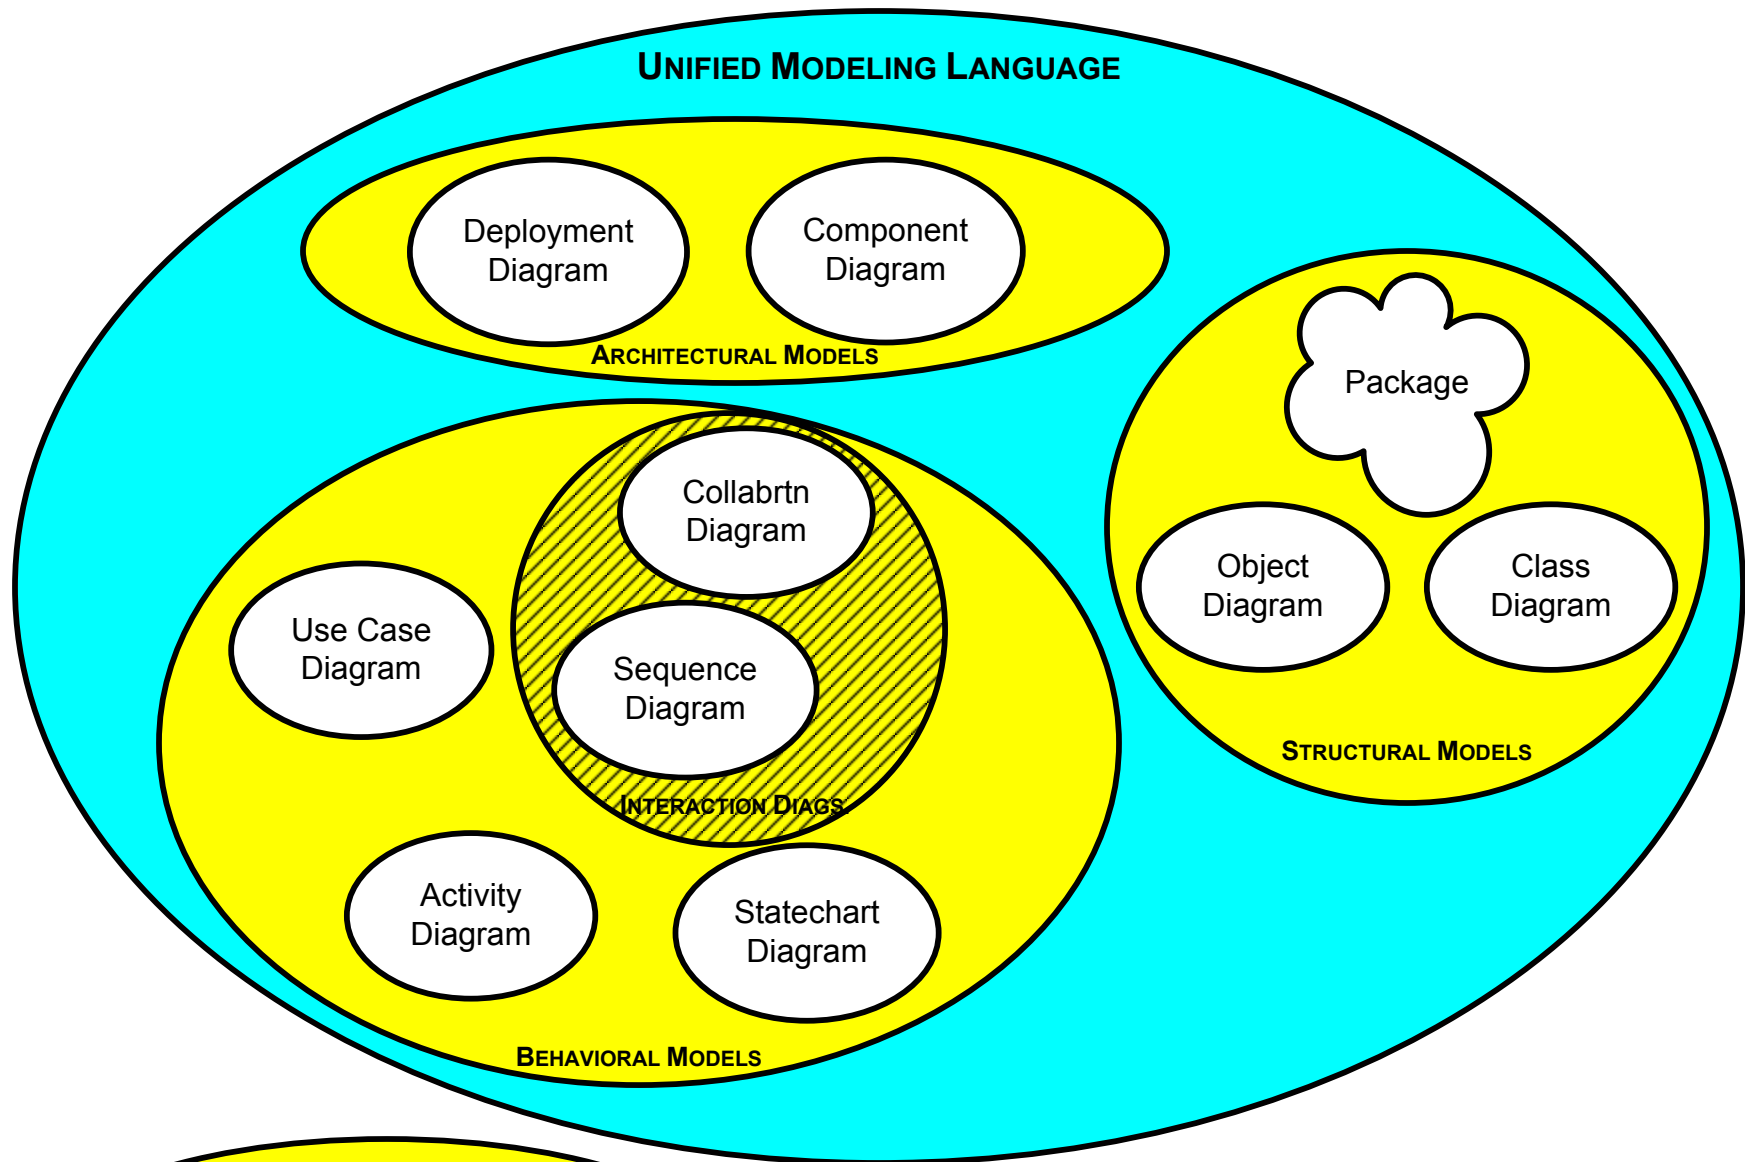 UNIFIED MODELING LANGUAGE
Deployment
Diagram
Component
Diagram
ARCHITECTURAL MODELS
Package
Object
Diagram
Class
Diagram
STRUCTURAL MODELS
Collabrtn
Diagram
Use Case
Diagram
Sequence
Diagram
INTERACTION DIAGS.
Activity
Diagram
Statechart
Diagram
BEHAVIORAL MODELS